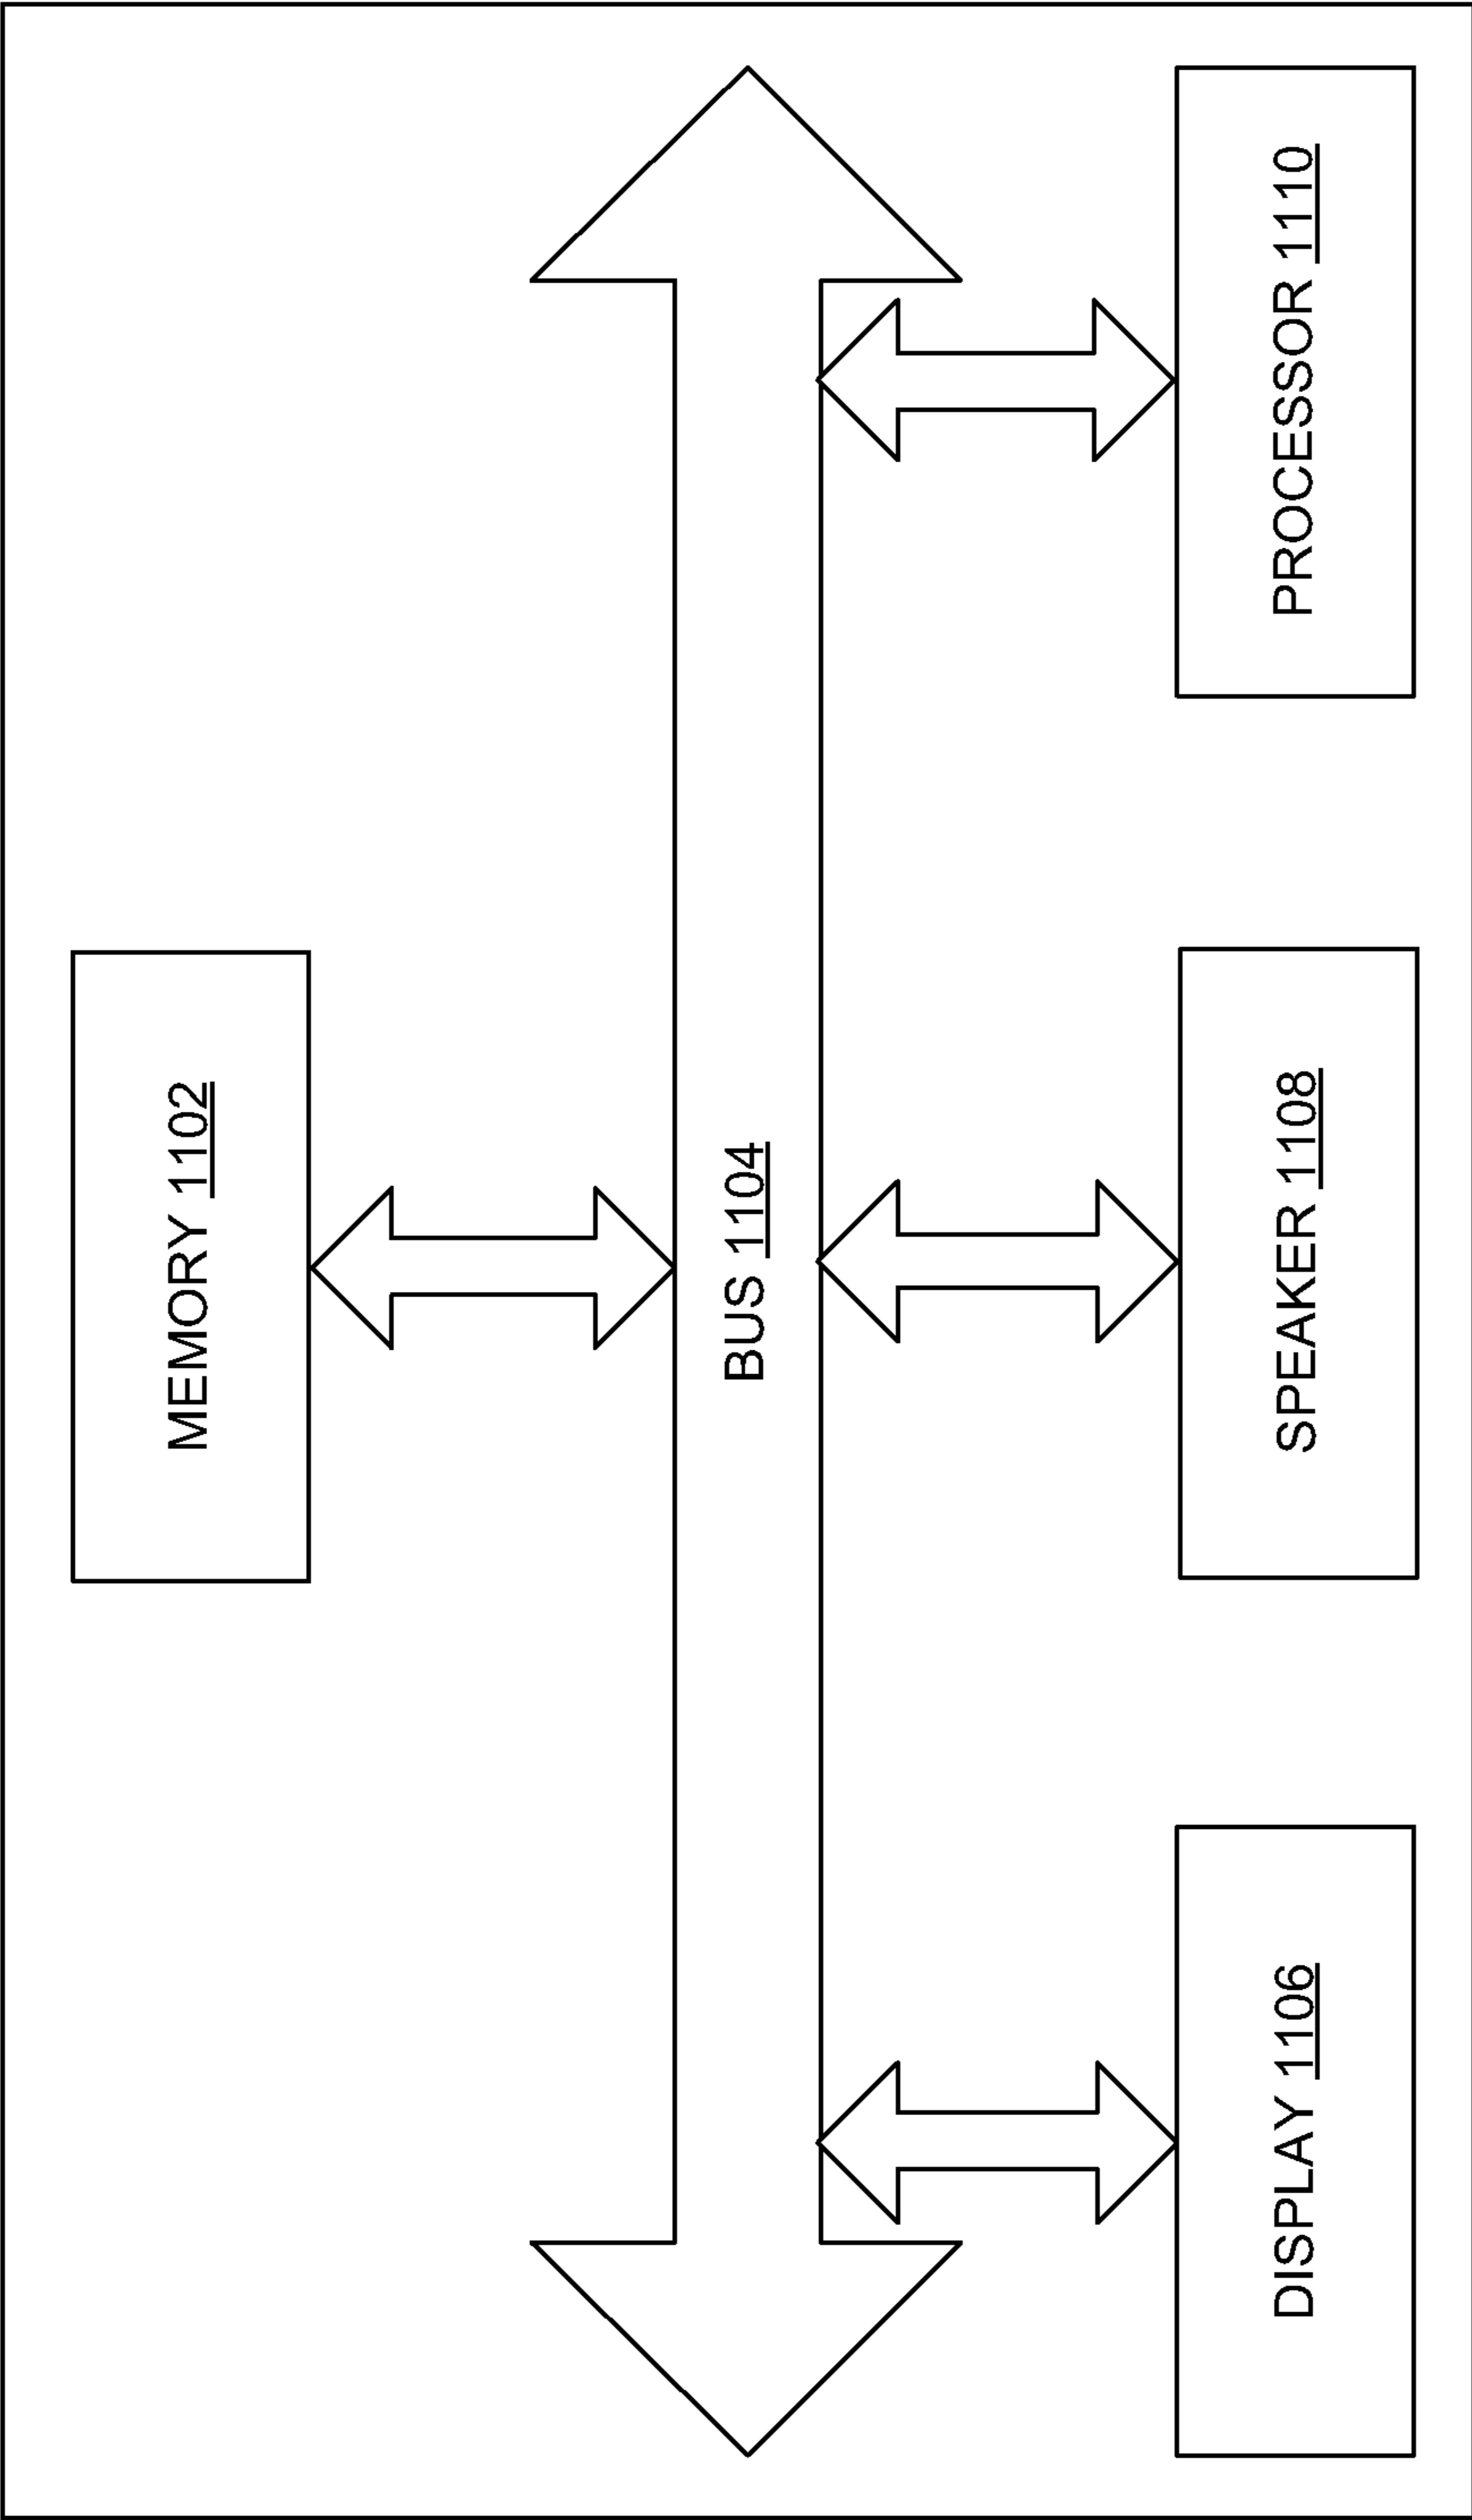 MEMORY 1102
BUS 1104
DISPLAY 1106
SPEAKER 1108
PROCESSOR 1110